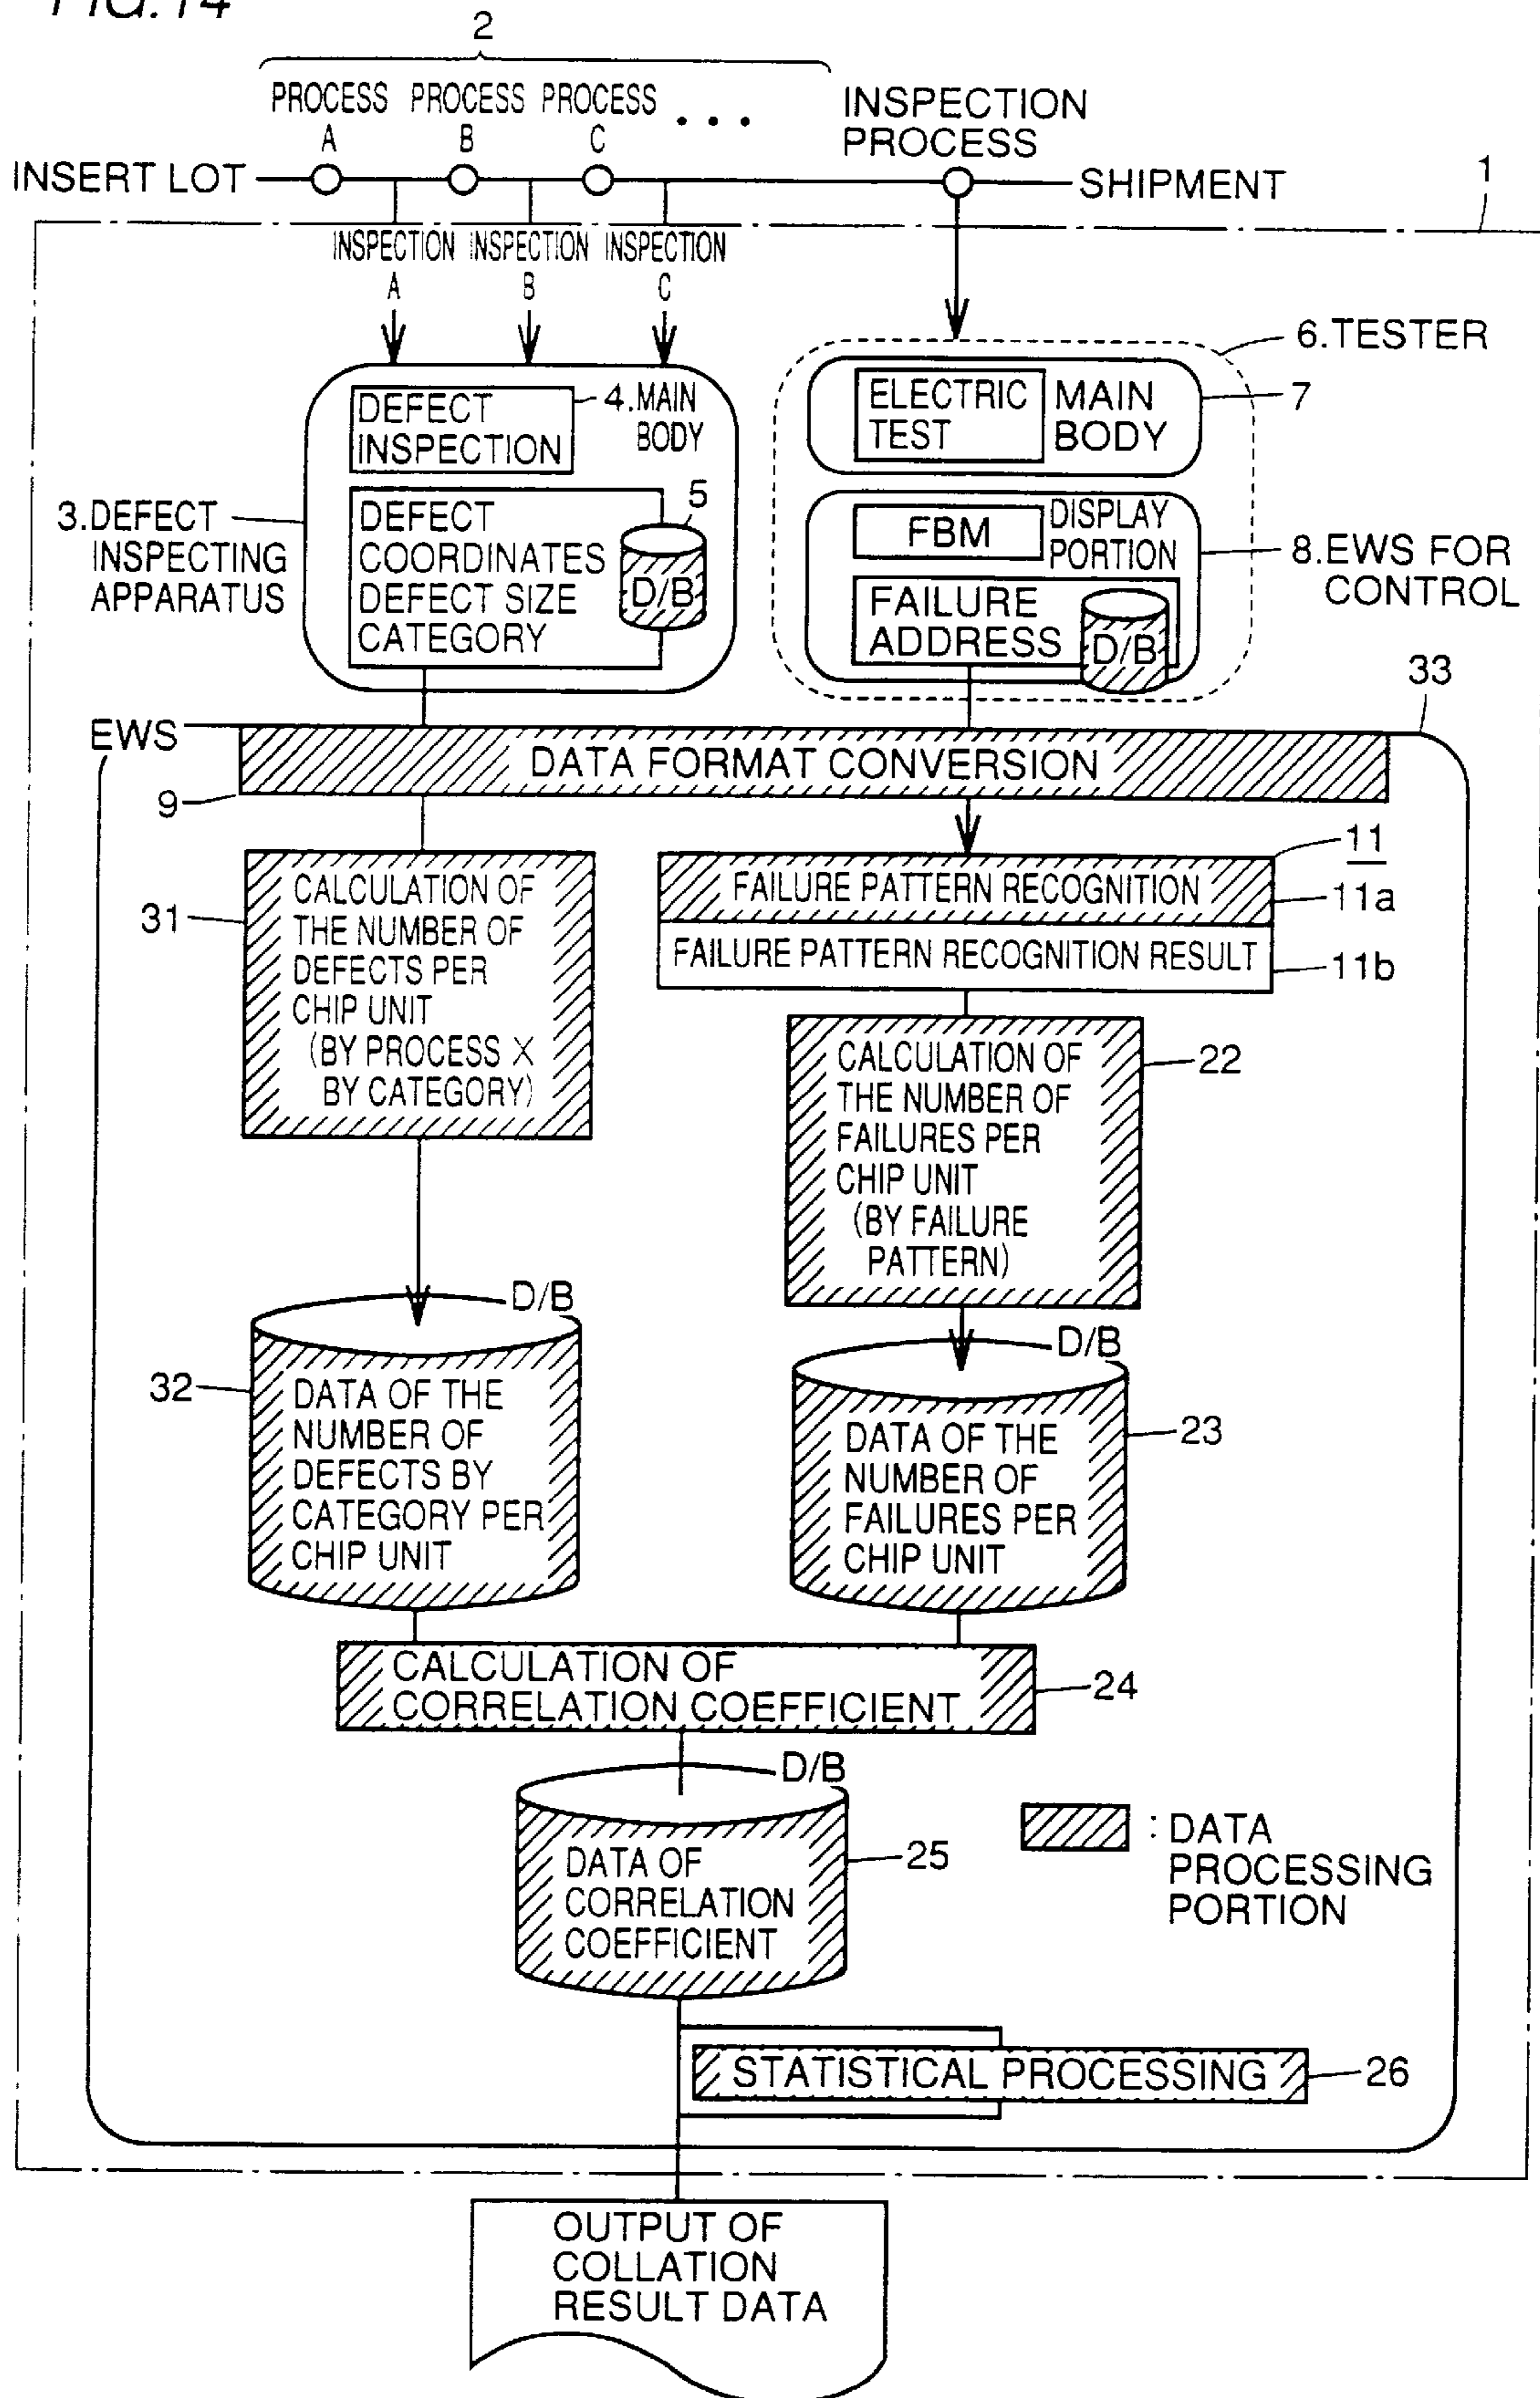 FIG.14
2
PROCESS PROCESS PROCESS
A B C
...
INSPECTION
PROCESS
INSERT LOT
SHIPMENT
1
INSPECTION INSPECTION INSPECTION
A B C
6.TESTER
DEFECT
INSPECTION
4.MAIN
BODY
ELECTRIC
TEST
MAIN
BODY
7
3.DEFECT
INSPECTING
APPARATUS
DEFECT
COORDINATES
DEFECT SIZE
CATEGORY
5
D/B
FBM
DISPLAY
PORTION
FAILURE
ADDRESS
D/B
8.EWS FOR
CONTROL
33
EWS
DATA FORMAT CONVERSION
9
11
FAILURE PATTERN RECOGNITION
11a
FAILURE PATTERN RECOGNITION RESULT
11b
31
CALCULATION OF
THE NUMBER OF
DEFECTS PER
CHIP UNIT
(BY PROCESS X
BY CATEGORY)
CALCULATION OF
THE NUMBER OF
FAILURES PER
CHIP UNIT
(BY FAILURE
PATTERN)
22
D/B
32
DATA OF THE
NUMBER OF
DEFECTS BY
CATEGORY PER
CHIP UNIT
D/B
DATA OF THE
NUMBER OF
FAILURES PER
CHIP UNIT
23
CALCULATION OF
CORRELATION COEFFICIENT
24
D/B
DATA OF
CORRELATION
COEFFICIENT
25
: DATA
PROCESSING
PORTION
STATISTICAL PROCESSING
26
OUTPUT OF
COLLATION
RESULT DATA